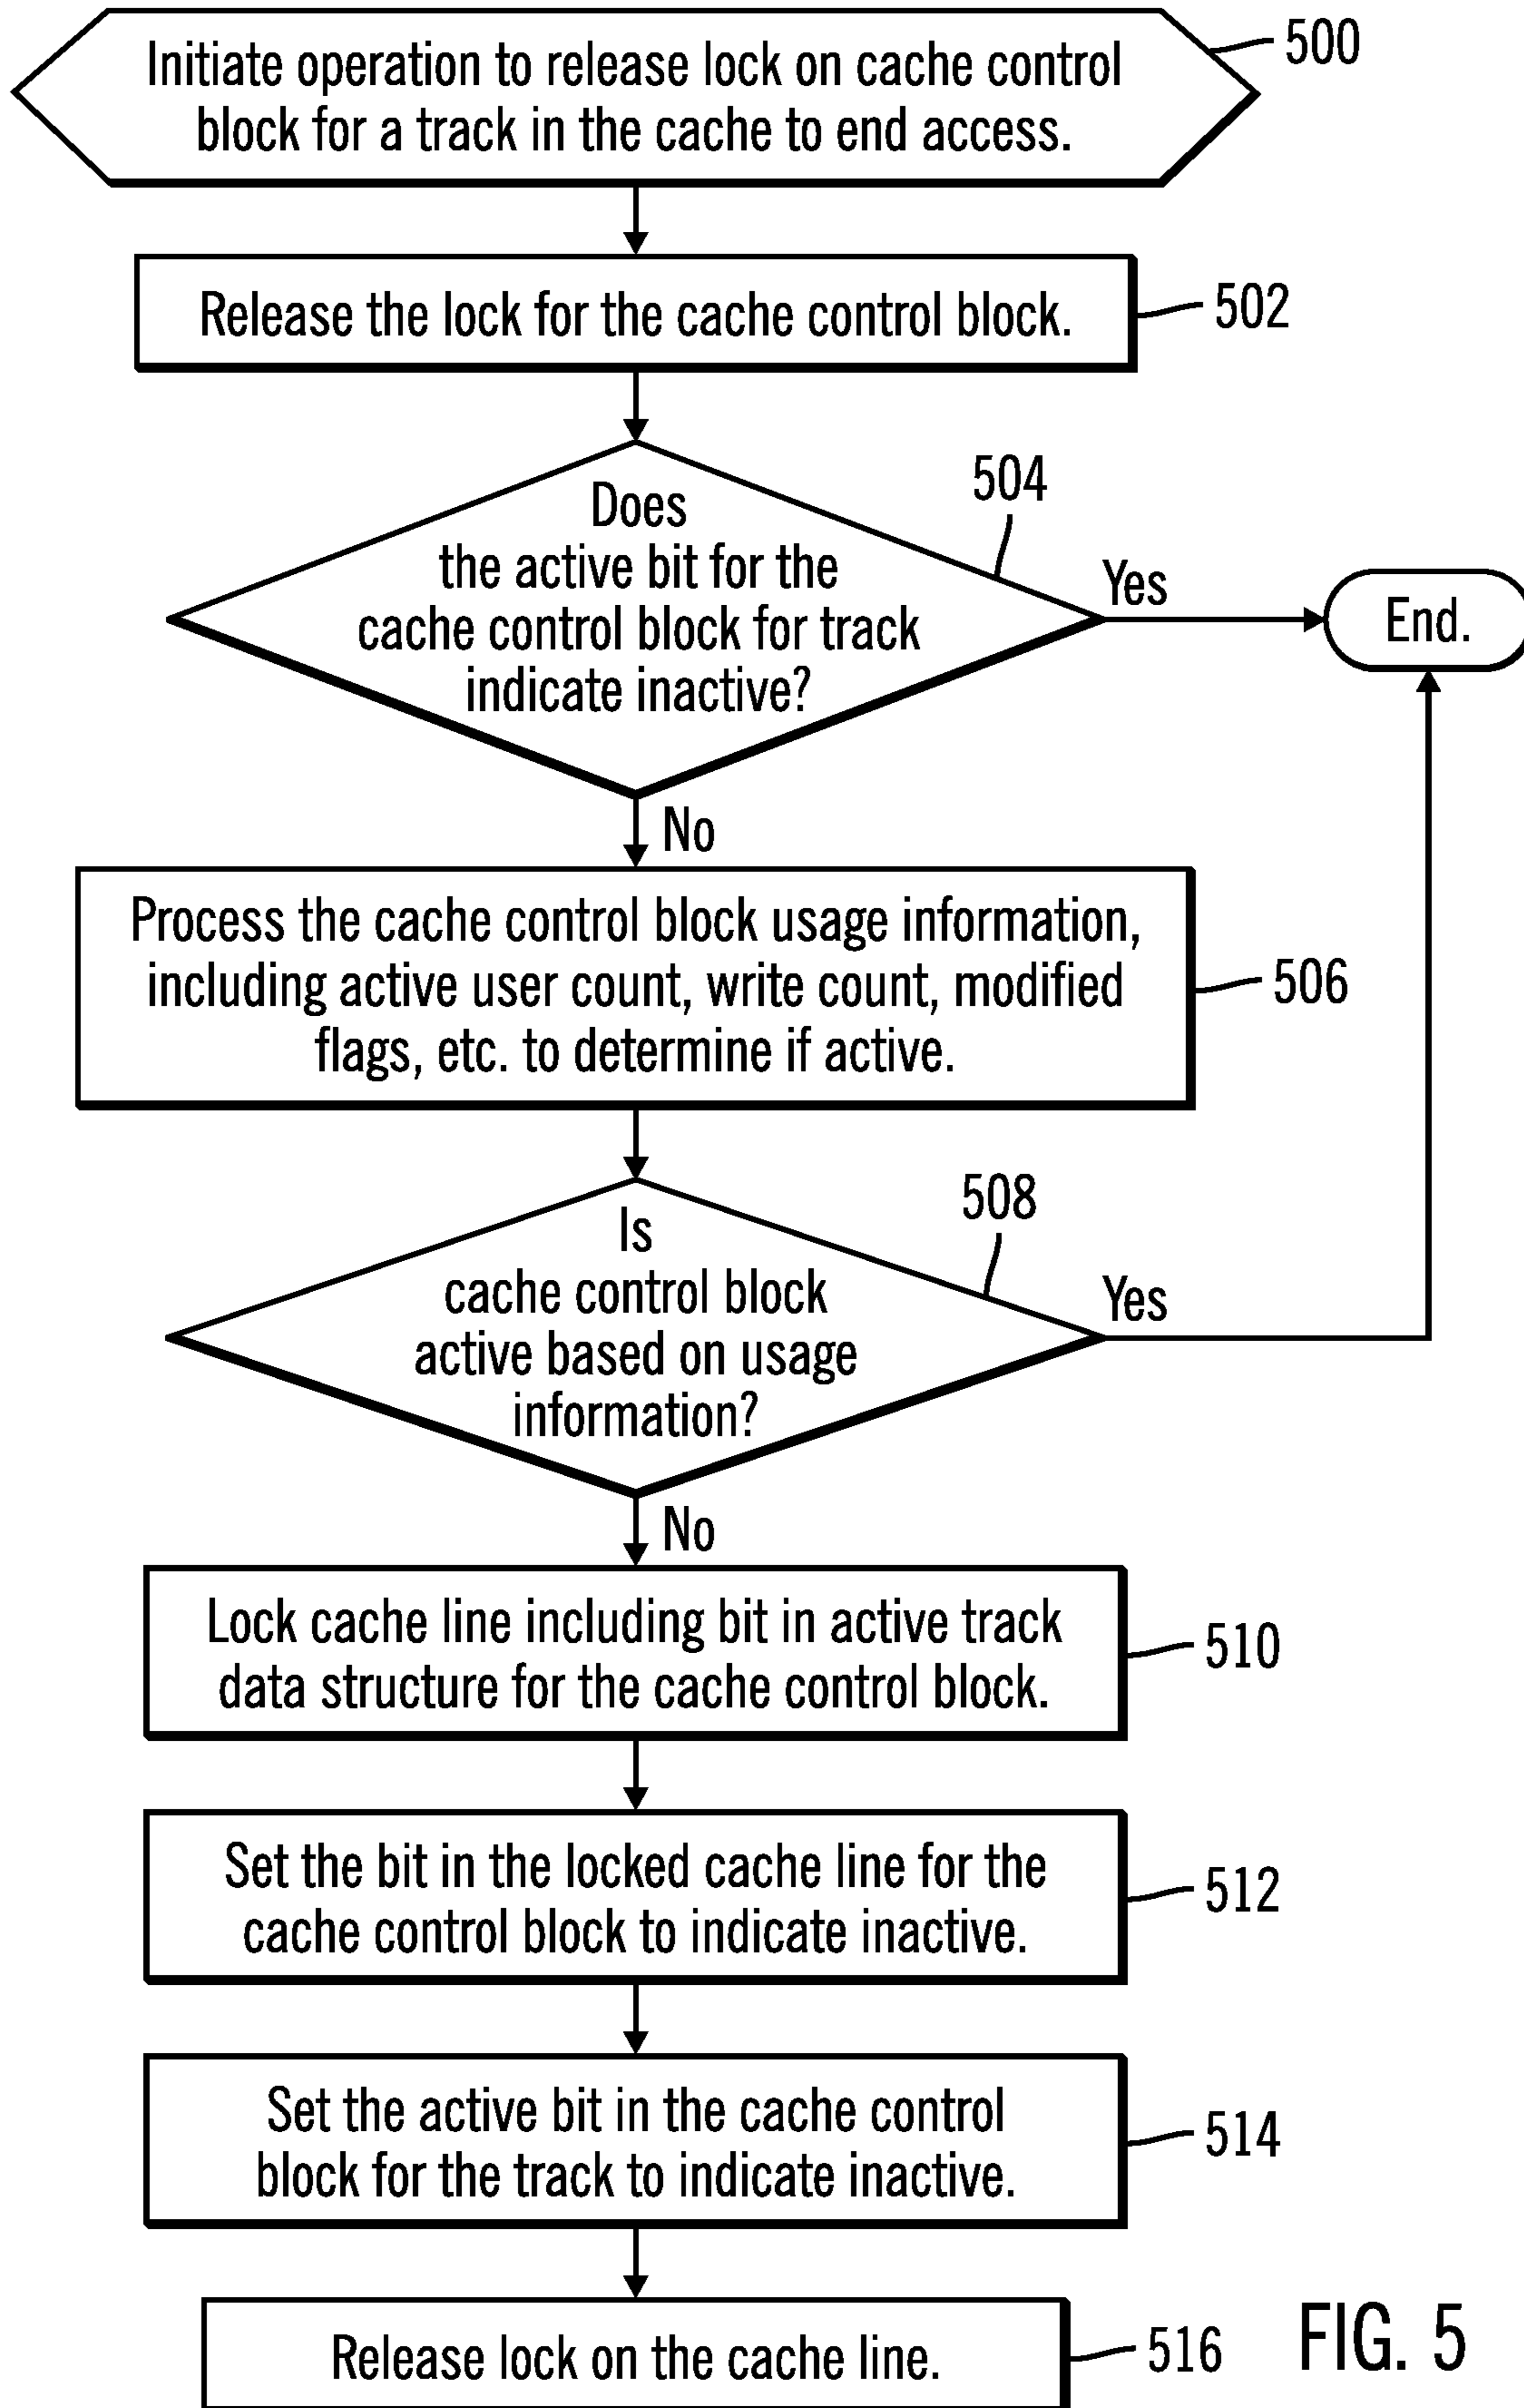 Initiate operation to release lock on cache control
block for a track in the cache to end access.
500
Release the lock for the cache control block.
502
Does
the active bit for the
cache control block for track
indicate inactive?
504
Yes
End.
No
Process the cache control block usage information,
including active user count, write count, modified
flags, etc. to determine if active.
506
Is
cache control block
active based on usage
information?
508
Yes
No
Lock cache line including bit in active track
data structure for the cache control block.
510
Set the bit in the locked cache line for the
cache control block to indicate inactive.
512
Set the active bit in the cache control
block for the track to indicate inactive.
514
Release lock on the cache line.
516
FIG. 5